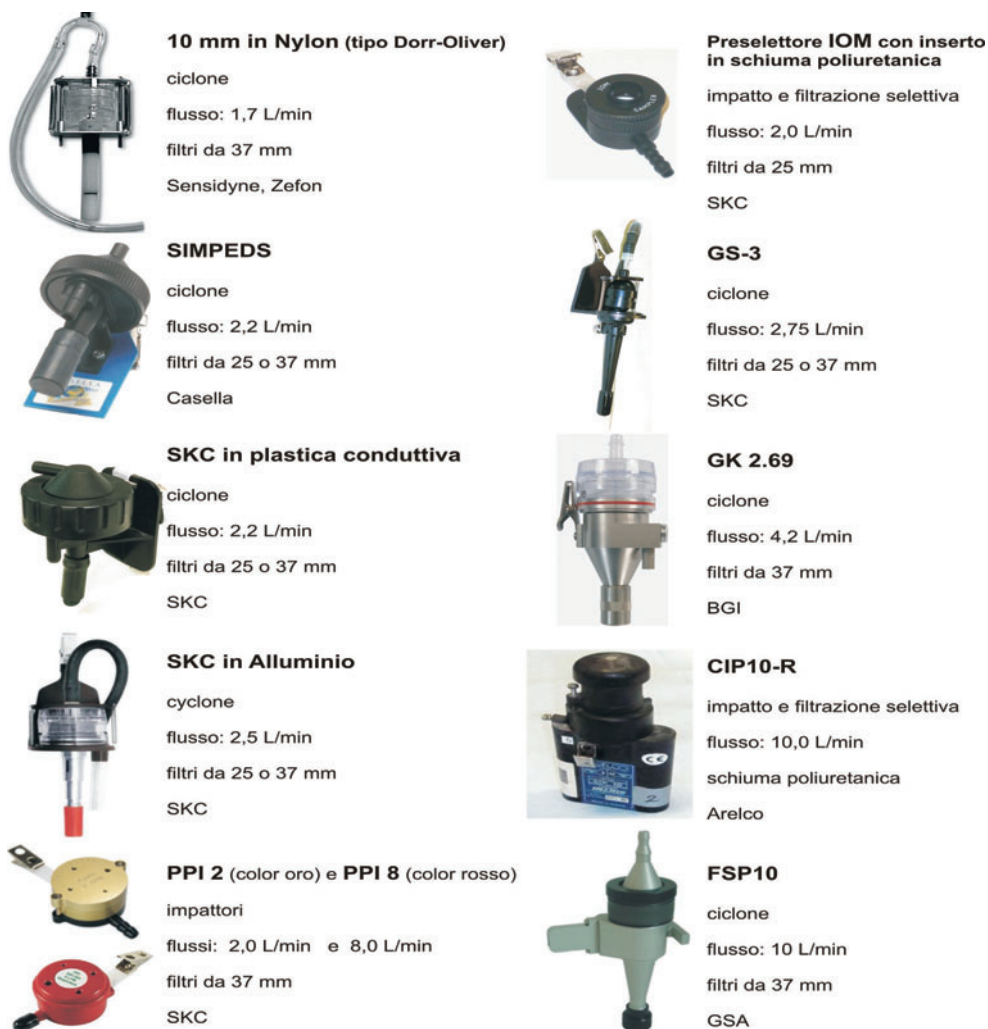 10 mm in Nylon (tipo Dorr-Oliver)
ciclone
flusso: 1,7 L/min
filtri da 37 mm
Sensidyne, Zefon
SIMPEDS
ciclone
flusso: 2,2 L/min
filtri da 25 o 37 mm
Casella
SKC in plastica conduttiva
ciclone
flusso: 2,2 L/min
filtri da 25 o 37 mm
SKC
SKC in Alluminio
cyclone
flusso: 2,5 L/min
filtri da 25 o 37 mm
SKC
PPI 2 (color oro) e PPI 8 (color rosso)
impattori
flussi: 2,0 L/min e 8,0 L/min
filtri da 37 mm
SKC
Preselettore IOM con inserto
in schiuma poliuretanica
impatto e filtrazione selettiva
flusso: 2,0 L/min
filtri da 25 mm
SKC
IOM
SAMPLER
GS-3
ciclone
flusso: 2,75 L/min
filtri da 25 o 37 mm
SKC
GK 2.69
ciclone
flusso: 4,2 L/min
filtri da 37 mm
BGI
CIP10-R
impatto e filtrazione selettiva
flusso: 10,0 L/min
schiuma poliuretanica
Arelco
CE
2
FSP10
ciclone
flusso: 10 L/min
filtri da 37 mm
GSA